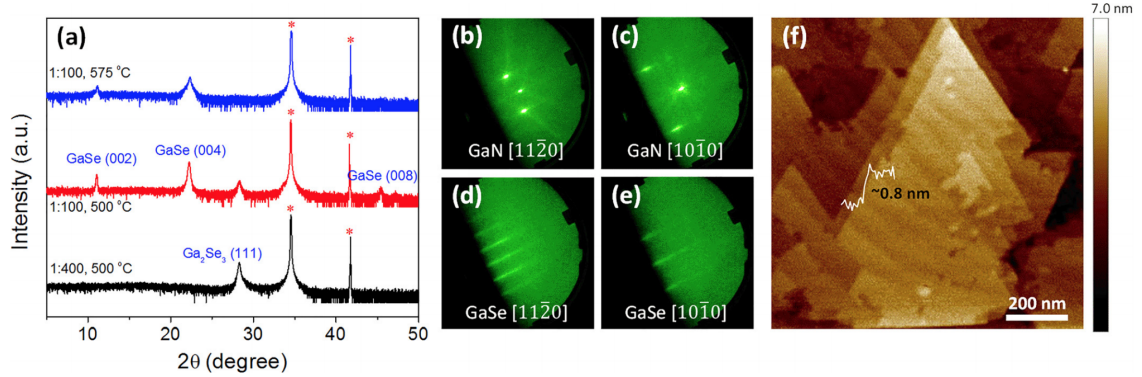 (a)
1:100, 575 °C
GaSe (002)
GaSe (004)
GaSe (008)
1:100, 500 °C
Ga₂Se₃ (111)
1:400, 500 °C
* * * * * *
Intensity (a.u.)
10 20 30 40 50
2θ (degree)
(b)
GaN [112̄0]
(c)
GaN [101̄0]
(d)
GaSe [112̄0]
(e)
GaSe [101̄0]
(f)
~0.8 nm
200 nm
7.0 nm